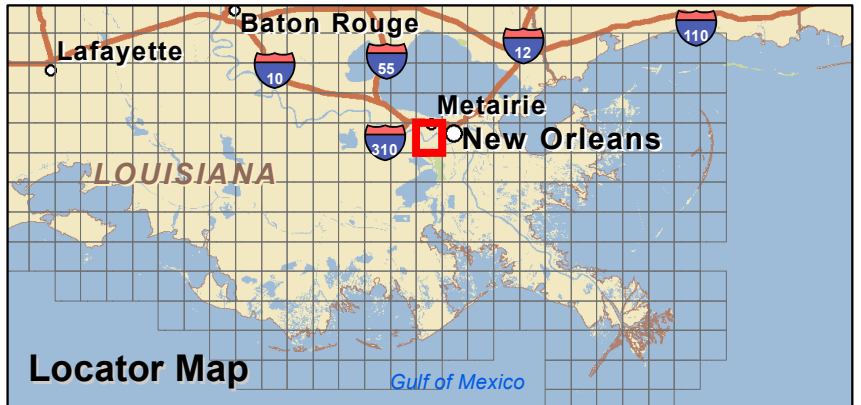 Baton Rouge
110
Lafayette
12
55
10
Metairie
New Orleans
310
LOUISIANA
Locator Map
Gulf of Mexico